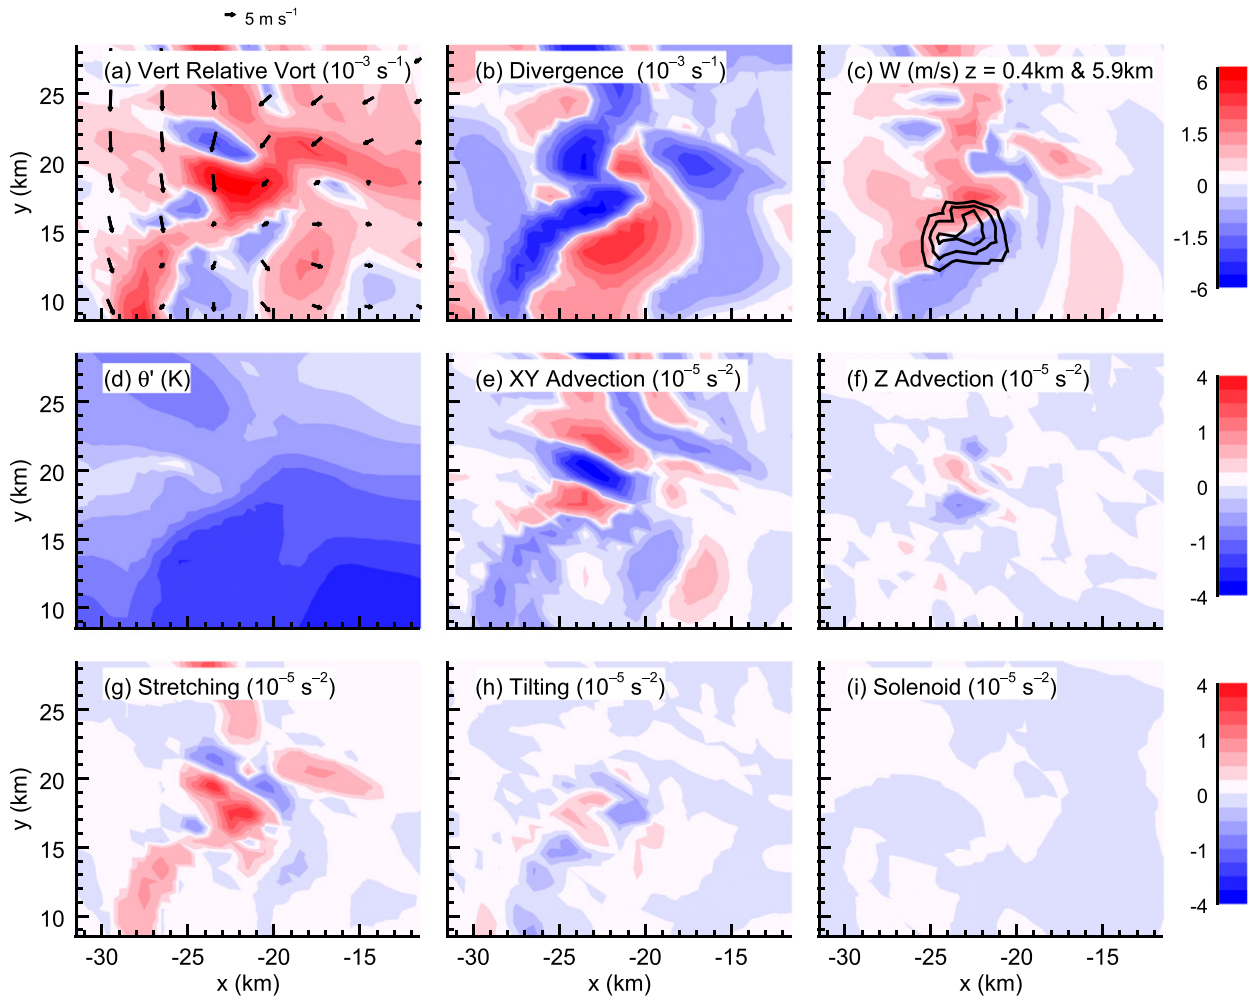 5 m s⁻¹
(a) Vert Relative Vort (10⁻³ s⁻¹)
(b) Divergence (10⁻³ s⁻¹)
(c) W (m/s) z = 0.4km & 5.9km
25
20
15
10
y (km)
6
1.5
0
-1.5
-6
(d) θ' (K)
(e) XY Advection (10⁻⁵ s⁻²)
(f) Z Advection (10⁻⁵ s⁻²)
25
20
15
10
y (km)
4
1
0
-1
-4
(g) Stretching (10⁻⁵ s⁻²)
(h) Tilting (10⁻⁵ s⁻²)
(i) Solenoid (10⁻⁵ s⁻²)
25
20
15
10
y (km)
4
1
0
-1
-4
-30 -25 -20 -15 -30 -25 -20 -15 -30 -25 -20 -15
x (km) x (km) x (km)